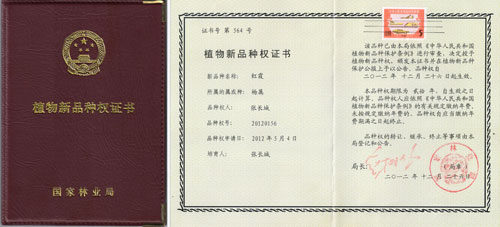 植物新品种权证书
国家林业局
证书号 第 564 号
植物新品种权证书
新品种名称：红霞
所属的属或种：杨属
品种权人：张长城
品种权号：20120156
品种权申请日：2012 年 5 月 4 日
培育人：张长城
该品种已由本局依照《中华人民共和国
植物新品种保护条例》进行审查，决定授予
植物新品种权，颁发本证书并在植物新品种
保护公报上予以公告。品种权自
二〇一二年 十二月 二十六日起生效。
本品种权期限为 贰拾 年，自生效之日
起计算。品种权人应依照《中华人民共和国
植物新品种保护条例》的有关规定缴纳年费。
未按规定缴纳年费的，品种权自应当缴纳年
费期满之日起终止。
品种权的转让、继承、终止等事项由本
局登记和公告。
局长：
（局章）
二〇一二年 十二月 二十六日